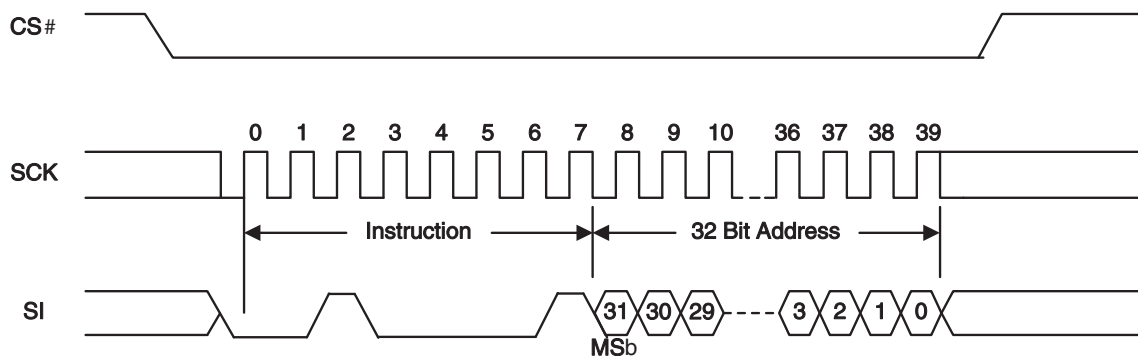 CS#
0 1 2 3 4 5 6 7 8 9 10 36 37 38 39
SCK
Instruction 32 Bit Address
SI 31 30 29 3 2 1 0
MSb